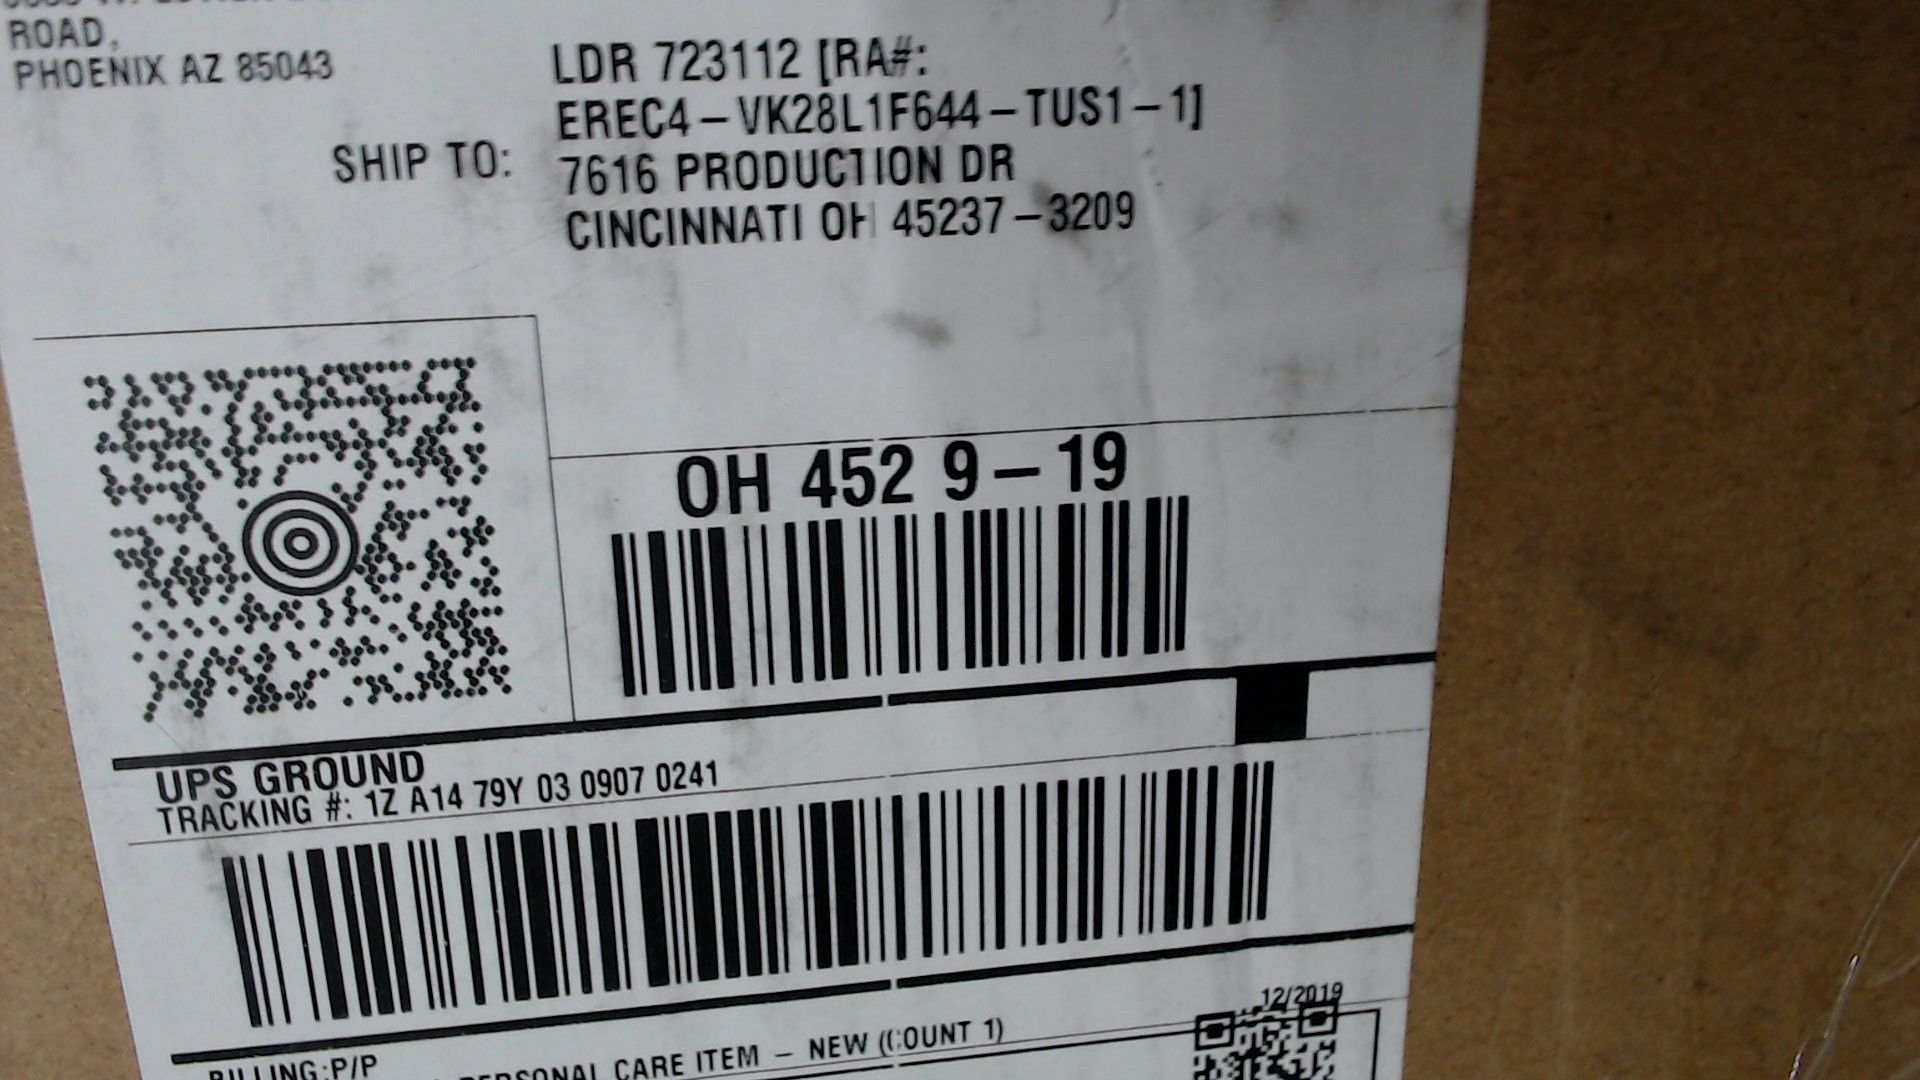 ROAD,
PHOENIX AZ 85043
LDR 723112 [RA#:
EREC4-VK28L1F644-TUS1-1]
SHIP TO: 7616 PRODUCTION DR
CINCINNATI OH 45237-3209
OH 452 9-19
UPS GROUND
TRACKING #: 1Z A14 79Y 03 0907 0241
12/2019
BILLING:P/P
PERSONAL CARE ITEM - NEW (COUNT 1)